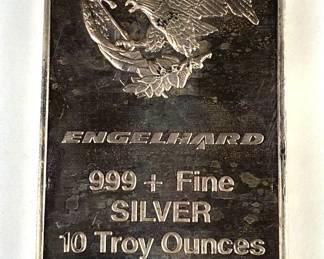 ENGELHARD
999 + Fine
SILVER
10 Troy Ounces